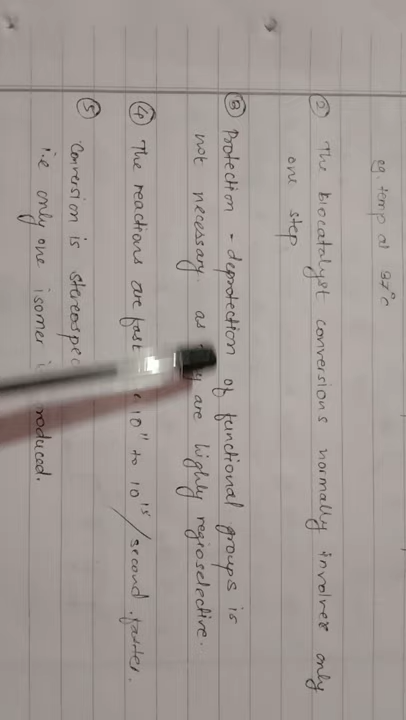 eg. temp at 37°C
② The biocatalyst conversions normally involves only
one step
③ Protection - deprotection of functional groups is
not necessary as are highly regioselective.
④ The reactions are fast 10" to 10¹⁵/second faster.
⑤ Conversion is
i.e only one isomer